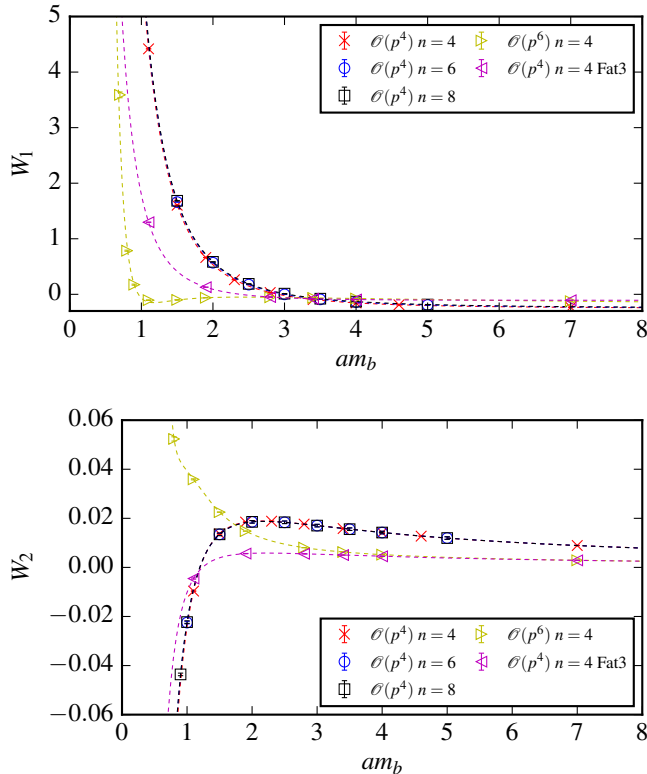 5
4
3
2
1
0
W₁
𝒪(p⁴) n = 4
𝒪(p⁴) n = 6
𝒪(p⁴) n = 8
𝒪(p⁶) n = 4
𝒪(p⁴) n = 4 Fat3
0 1 2 3 4 5 6 7 8
am_b
0.06
0.04
0.02
0.00
−0.02
−0.04
−0.06
W₂
𝒪(p⁴) n = 4
𝒪(p⁴) n = 6
𝒪(p⁴) n = 8
𝒪(p⁶) n = 4
𝒪(p⁴) n = 4 Fat3
0 1 2 3 4 5 6 7 8
am_b